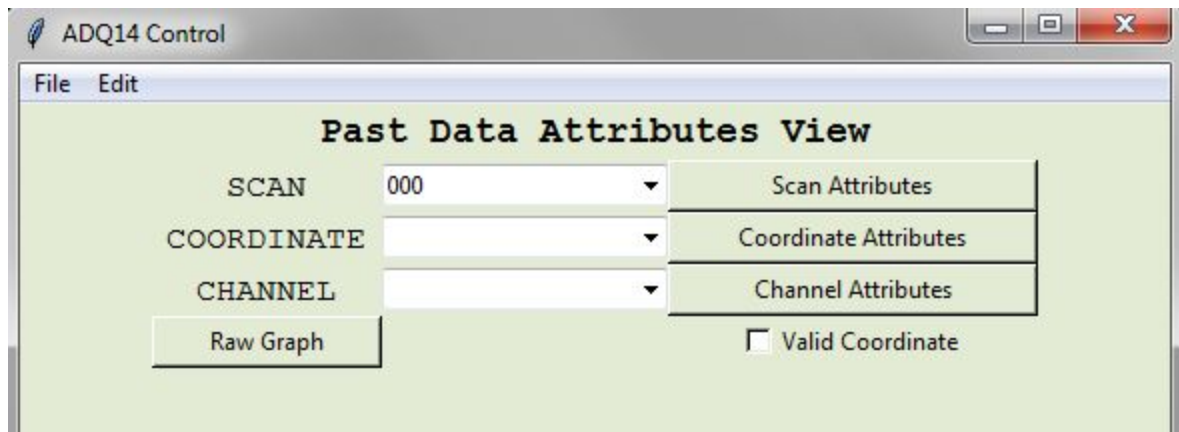 ADQ14 Control
File Edit
Past Data Attributes View
SCAN 000 Scan Attributes
COORDINATE Coordinate Attributes
CHANNEL Channel Attributes
Raw Graph Valid Coordinate